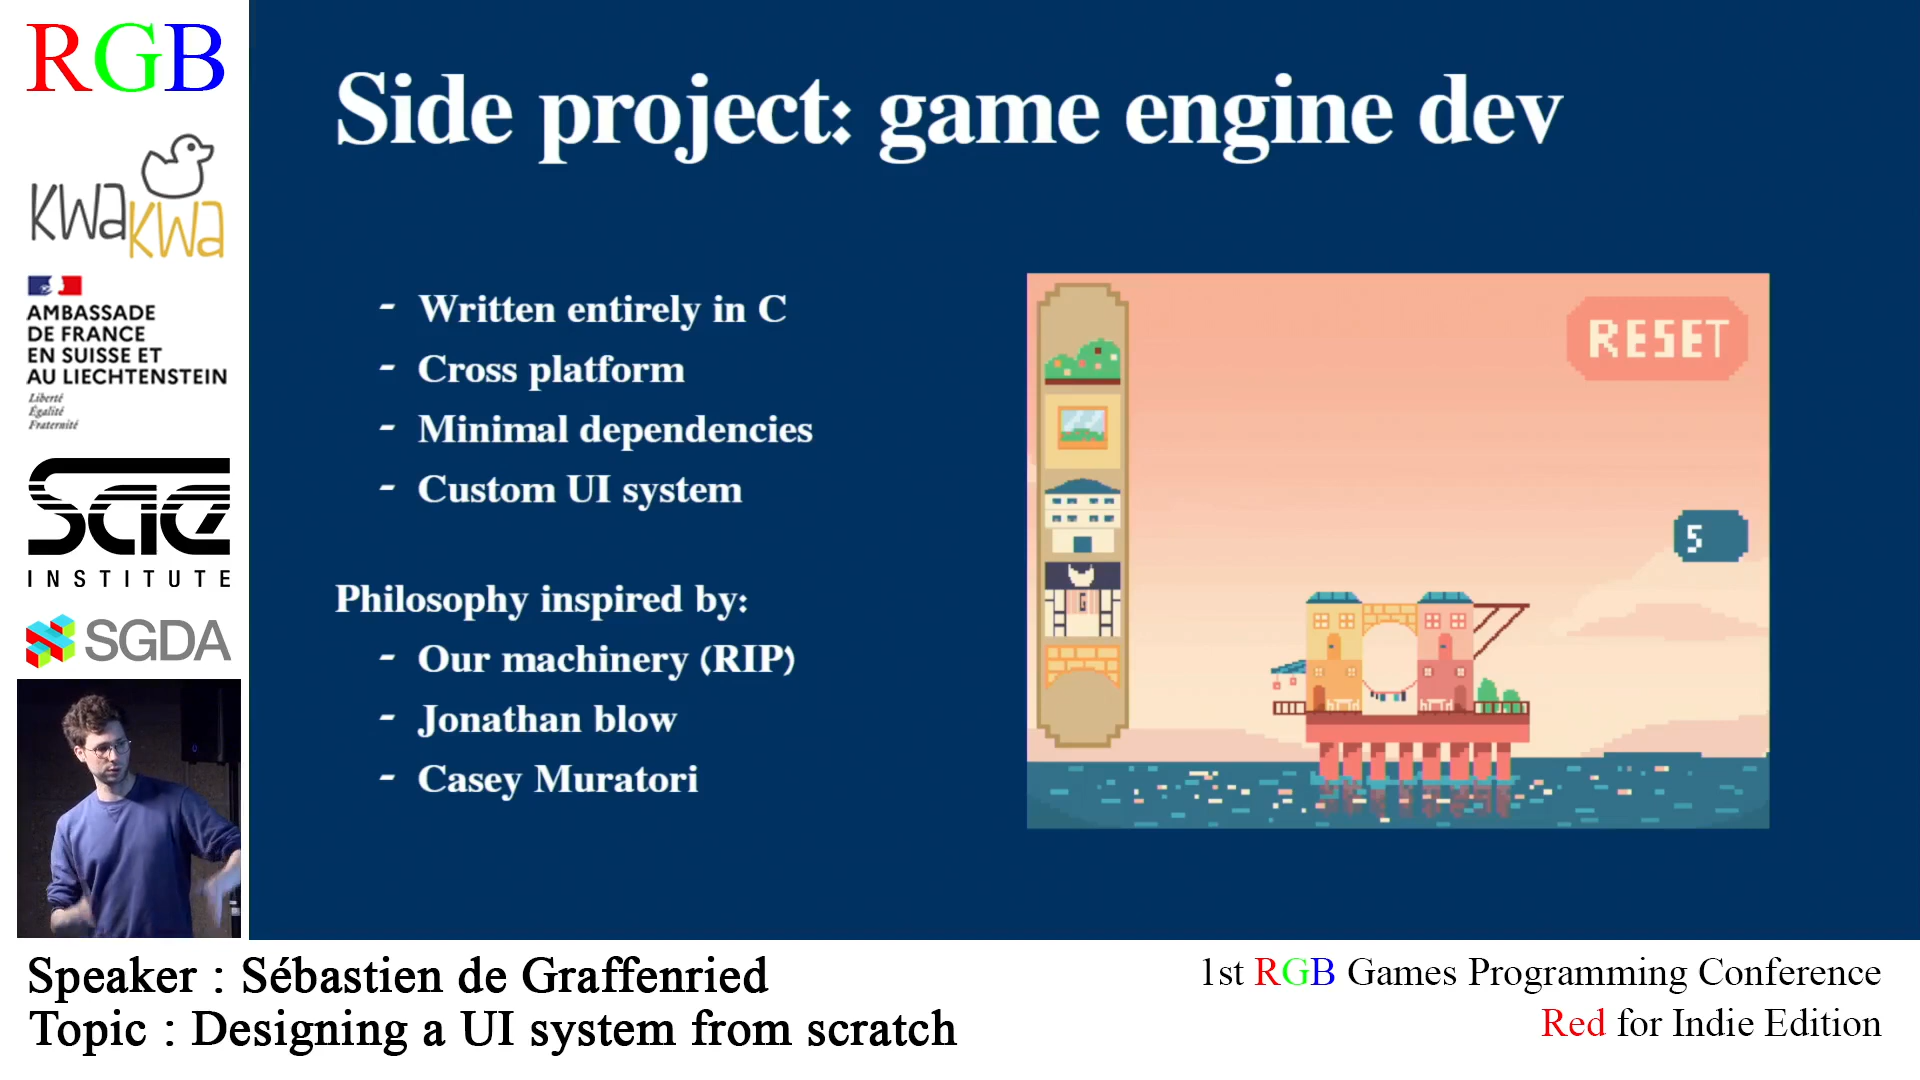 RGB
KWAKWA
AMBASSADE
DE FRANCE
EN SUISSE ET
AU LIECHTENSTEIN
Liberté
Égalité
Fraternité
SAE
INSTITUTE
SGDA
Side project: game engine dev
- Written entirely in C
- Cross platform
- Minimal dependencies
- Custom UI system
Philosophy inspired by:
- Our machinery (RIP)
- Jonathan blow
- Casey Muratori
RESET
5
G
Speaker : Sébastien de Graffenried
Topic : Designing a UI system from scratch
1st RGB Games Programming Conference
Red for Indie Edition